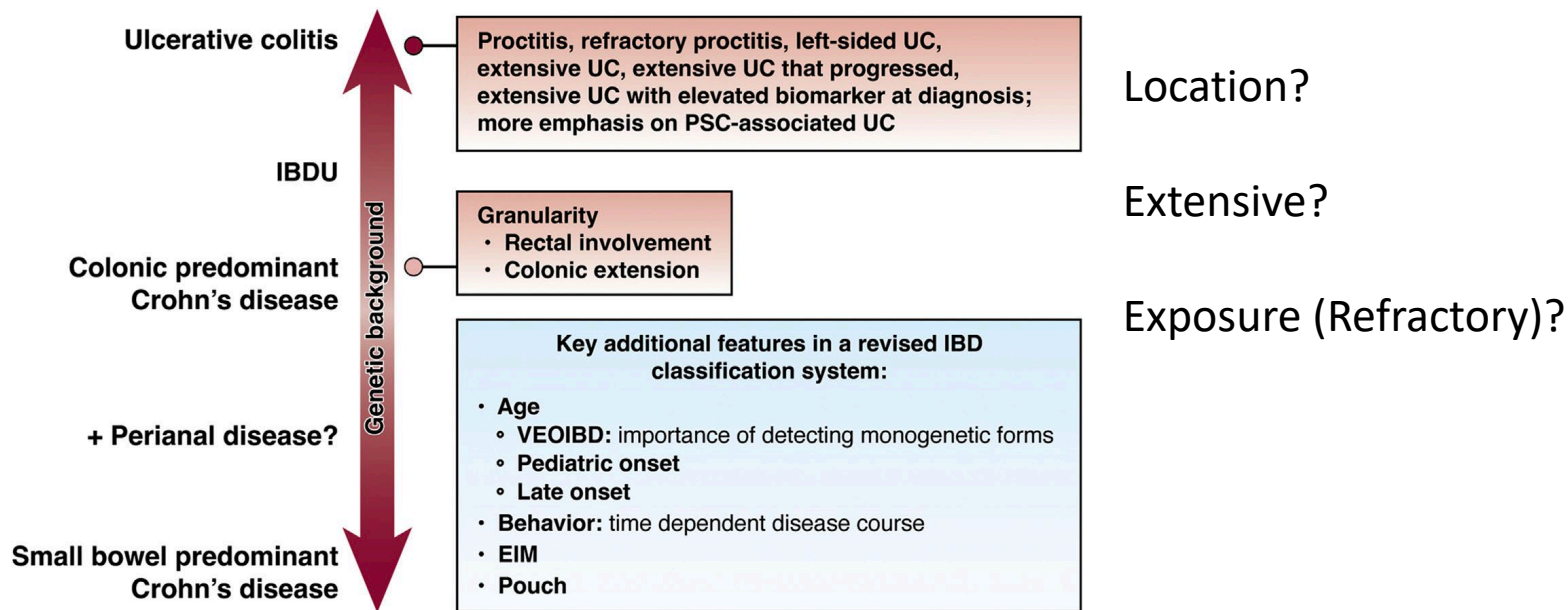 Ulcerative colitis
IBDU
Colonic predominant
Crohn's disease
+ Perianal disease?
Small bowel predominant
Crohn's disease
Genetic background
Proctitis, refractory proctitis, left-sided UC,
extensive UC, extensive UC that progressed,
extensive UC with elevated biomarker at diagnosis;
more emphasis on PSC-associated UC
Granularity
• Rectal involvement
• Colonic extension
Key additional features in a revised IBD
classification system:
• Age
∘ VEOIBD: importance of detecting monogenetic forms
∘ Pediatric onset
∘ Late onset
• Behavior: time dependent disease course
• EIM
• Pouch
Location?
Extensive?
Exposure (Refractory)?